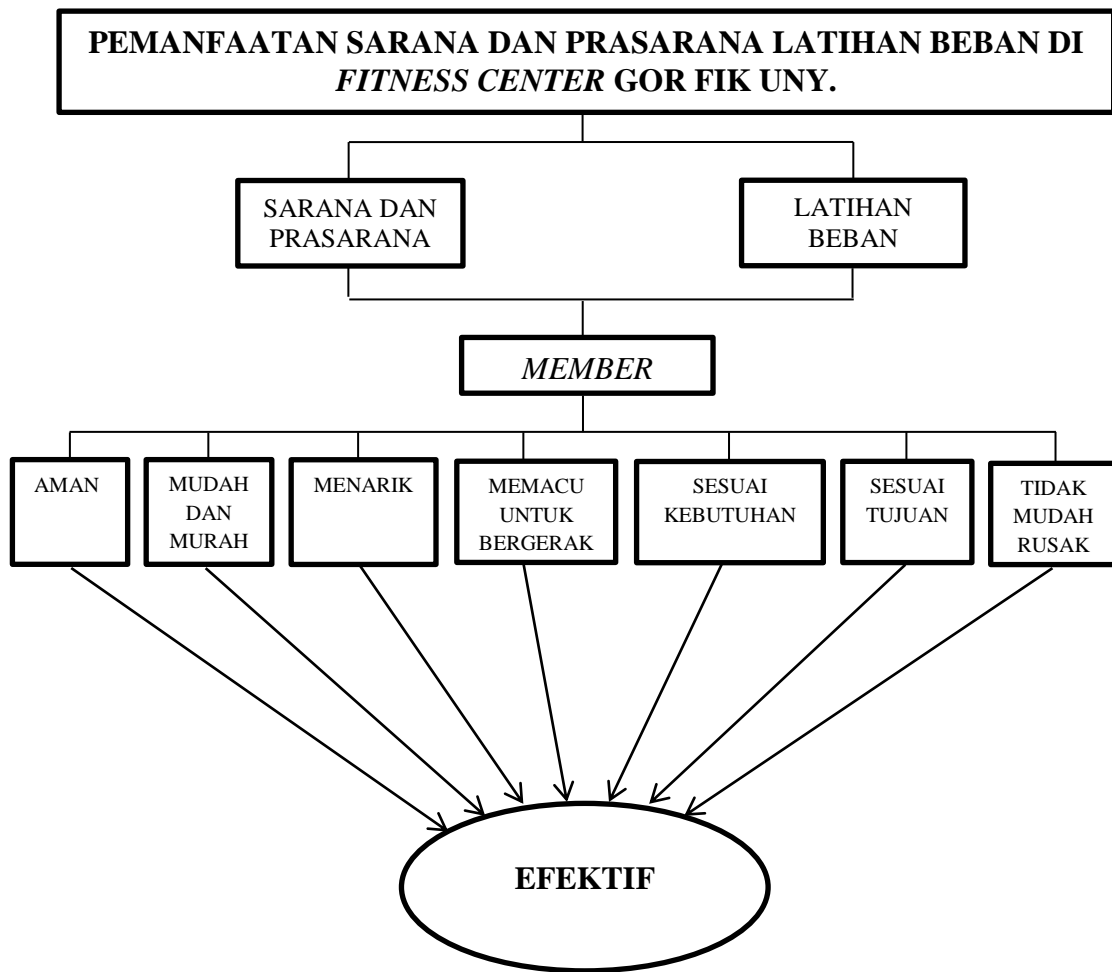 PEMANFAATAN SARANA DAN PRASARANA LATIHAN BEBAN DI
FITNESS CENTER GOR FIK UNY.
SARANA DAN
PRASARANA
LATIHAN
BEBAN
MEMBER
AMAN
MUDAH
DAN
MURAH
MENARIK
MEMACU
UNTUK
BERGERAK
SESUAI
KEBUTUHAN
SESUAI
TUJUAN
TIDAK
MUDAH
RUSAK
EFEKTIF